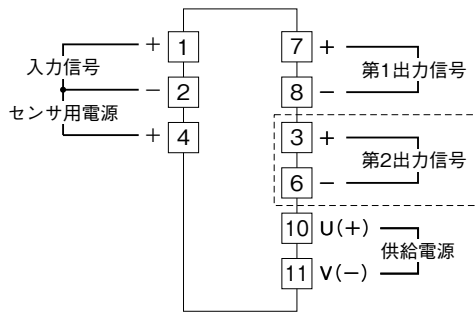 入力信号
センサ用電源
+ 1
− 2
+ 4
7 +
8 −
第1出力信号
3 +
6 −
第2出力信号
10 U(+)
11 V(−)
供給電源